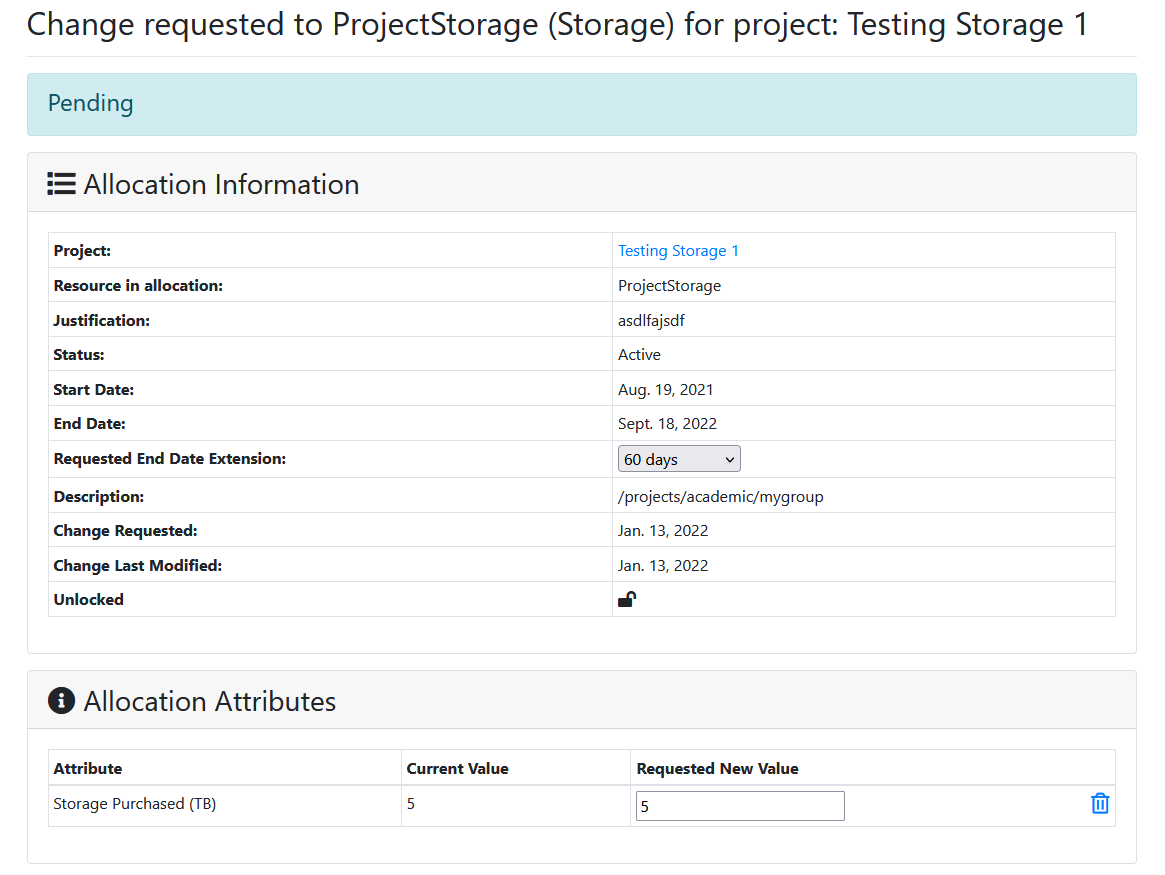 Change requested to ProjectStorage (Storage) for project: Testing Storage 1
Pending
Allocation Information
Project: Testing Storage 1
Resource in allocation: ProjectStorage
Justification: asdlfajsdf
Status: Active
Start Date: Aug. 19, 2021
End Date: Sept. 18, 2022
Requested End Date Extension: 60 days
Description: /projects/academic/mygroup
Change Requested: Jan. 13, 2022
Change Last Modified: Jan. 13, 2022
Unlocked
Allocation Attributes
Attribute Current Value Requested New Value
Storage Purchased (TB) 5 5